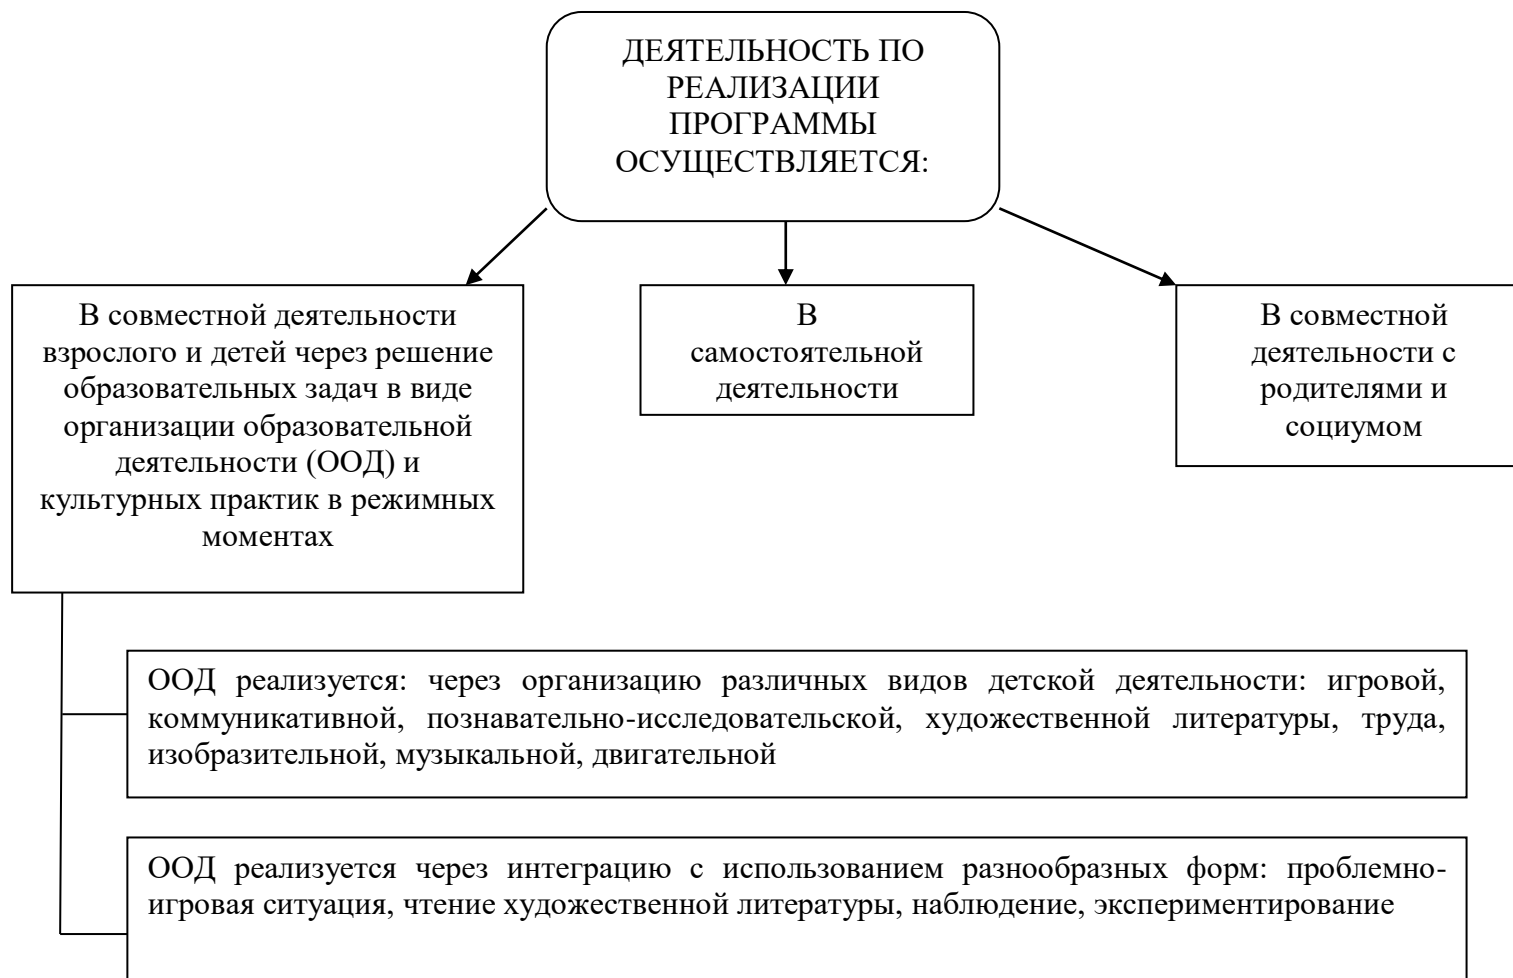 ДЕЯТЕЛЬНОСТЬ ПО
РЕАЛИЗАЦИИ
ПРОГРАММЫ
ОСУЩЕСТВЛЯЕТСЯ:
В совместной деятельности
взрослого и детей через решение
образовательных задач в виде
организации образовательной
деятельности (ООД) и
культурных практик в режимных
моментах
В
самостоятельной
деятельности
В совместной
деятельности с
родителями и
социумом
ООД реализуется: через организацию различных видов детской деятельности: игровой,
коммуникативной, познавательно-исследовательской, художественной литературы, труда,
изобразительной, музыкальной, двигательной
ООД реализуется через интеграцию с использованием разнообразных форм: проблемно-
игровая ситуация, чтение художественной литературы, наблюдение, экспериментирование